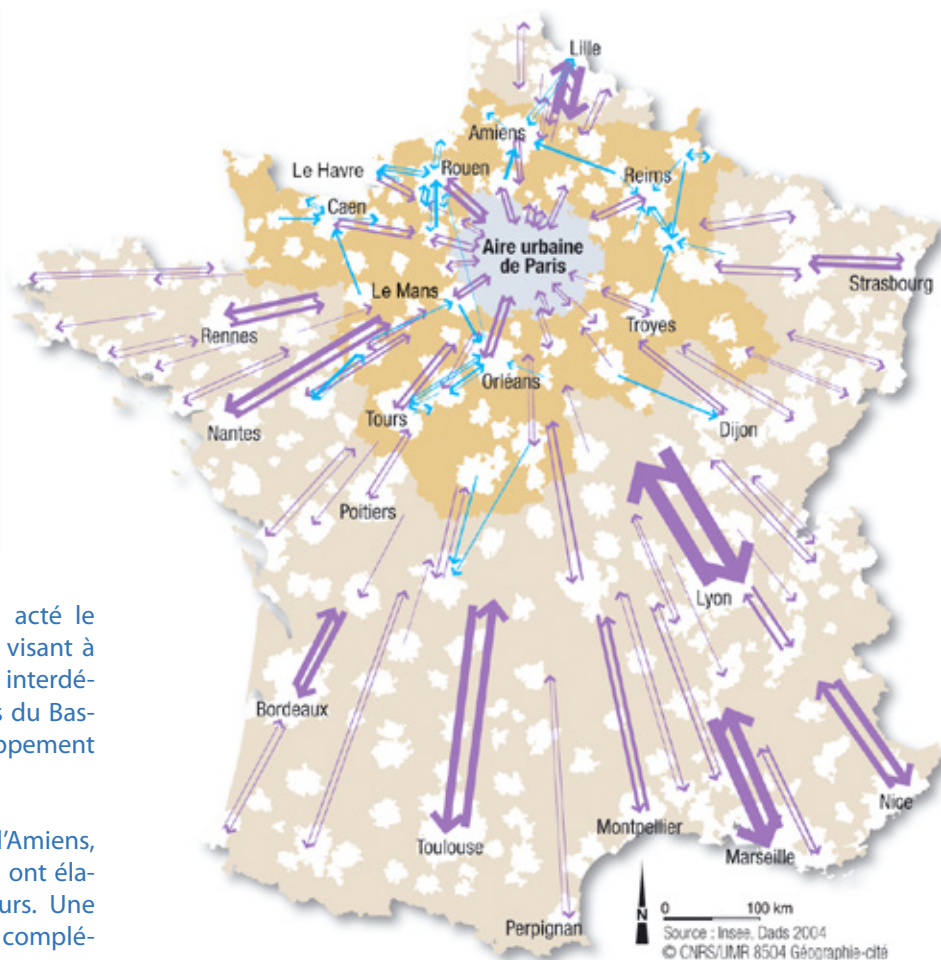 Lille
Amiens
Le Havre
Rouen
Reims
Caen
Aire urbaine
de Paris
Strasbourg
Le Mans
Rennes
Troyes
Orléans
Nantes
Tours
Dijon
Poitiers
Lyon
Bordeaux
Nice
Toulouse
Montpellier
Marseille
Perpignan
N
0 100 km
Source : Insee, Dads 2004
© CNRS/UMR 8504 Géographie-cité
acté le
visant à
interdé-
s du Bas-
ppement
l'Amiens,
ont éla-
urs. Une
complé-